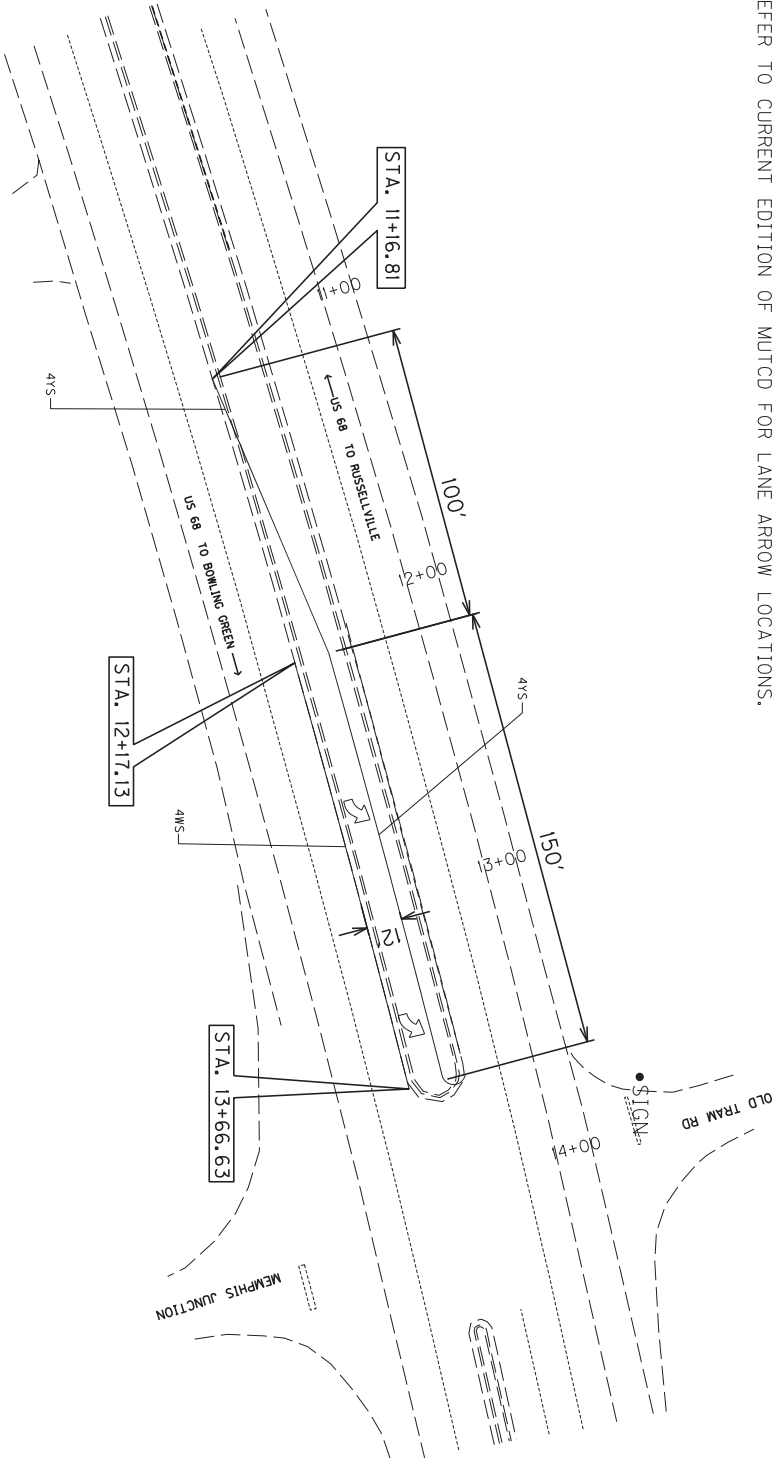 EFER TO CURRENT EDITION OF MUTCD FOR LANE ARROW LOCATIONS.
STA. 11+16.81
11+00
← US 68 TO RUSSELLVILLE
100'
12+00
4YS
US 68 TO BOWLING GREEN →
4YS
STA. 12+17.13
4WS
13+00
150'
12'
STA. 13+66.63
SIGN
OLD TRAM RD
14+00
MEMPHIS JUNCTION